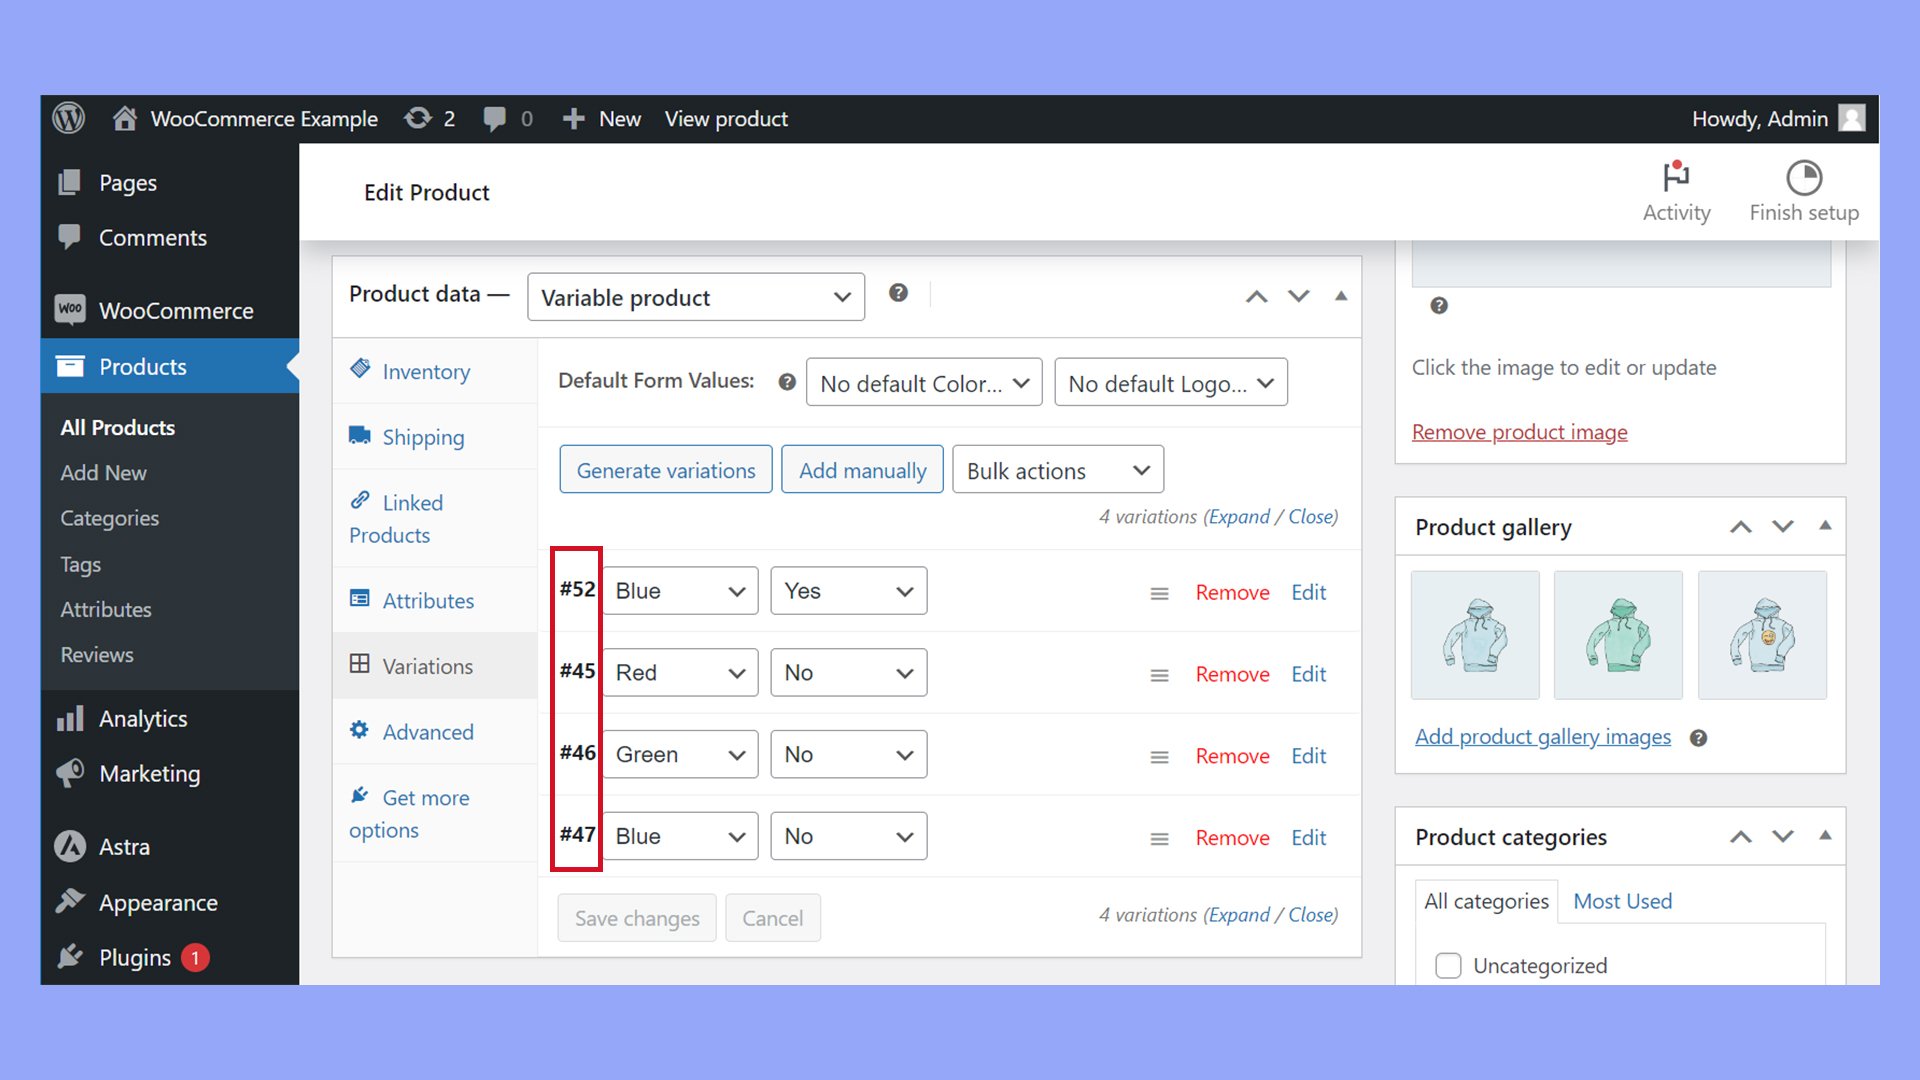 WooCommerce Example 2 0 New View product Howdy, Admin
Pages
Comments
WOO WooCommerce
Products
All Products
Add New
Categories
Tags
Attributes
Reviews
Analytics
Marketing
Astra
Appearance
Plugins 1
Edit Product
Activity
Finish setup
Product data — Variable product
Inventory
Shipping
Linked
Products
Attributes
Variations
Advanced
Get more
options
Default Form Values: No default Color... No default Logo...
Generate variations Add manually Bulk actions
4 variations (Expand / Close)
#52 Blue Yes Remove Edit
#45 Red No Remove Edit
#46 Green No Remove Edit
#47 Blue No Remove Edit
Save changes Cancel
4 variations (Expand / Close)
Click the image to edit or update
Remove product image
Product gallery
Add product gallery images
Product categories
All categories Most Used
Uncategorized